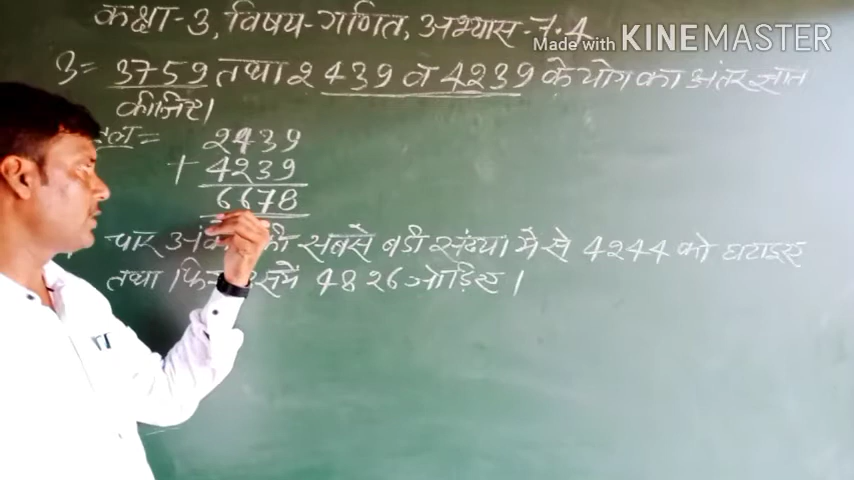 कक्षा-3, विषय-गणित, अभ्यास-7.4
Made with KINEMASTER
3= 3759 तथा 2439 व 4239 के योग का अंतर ज्ञात
कीजिए।
हल= 2439
+ 4239
6678
चार अंको की सबसे बडी संख्या मे से 4244 को घटाइए
तथा फिर उसमें 4826 जोड़िए।